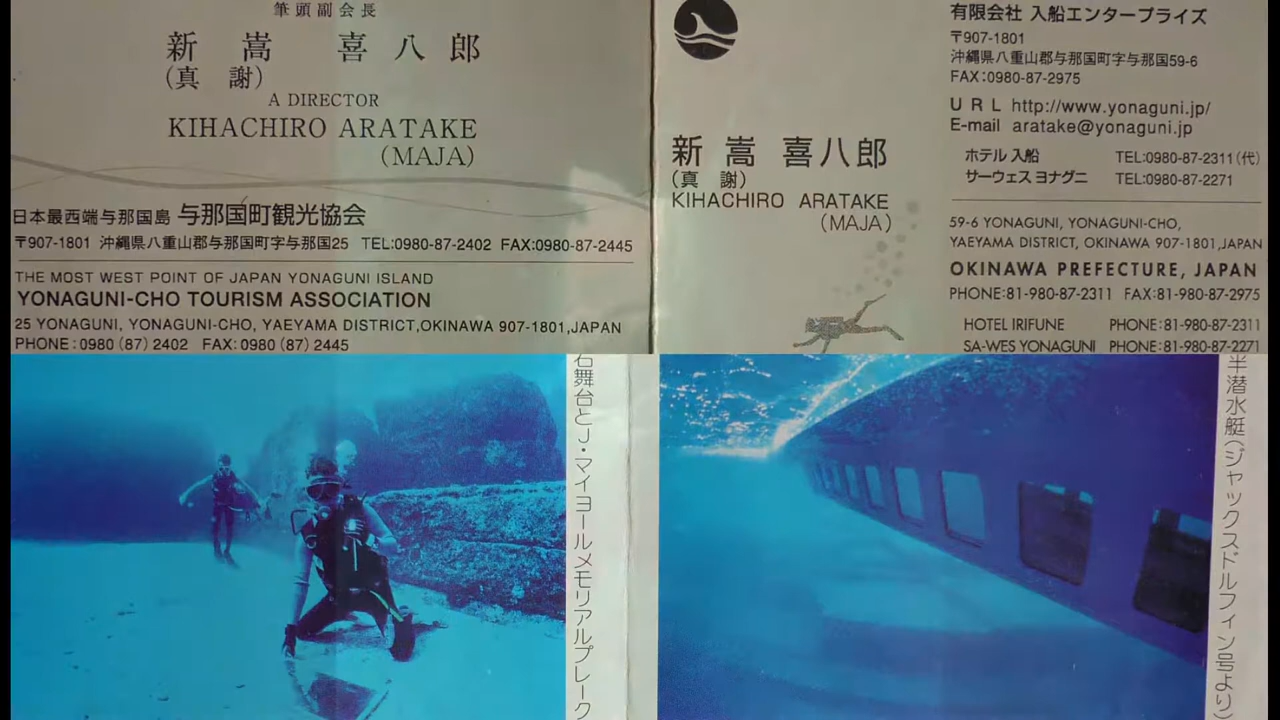 筆頭副会長
新 嵩 喜 八 郎
(真 謝)
A DIRECTOR
KIHACHIRO ARATAKE
(MAJA)
日本最西端与那国島 与那国町観光協会
〒907-1801 沖縄県八重山郡与那国町字与那国25 TEL:0980-87-2402 FAX:0980-87-2445
THE MOST WEST POINT OF JAPAN YONAGUNI ISLAND
YONAGUNI-CHO TOURISM ASSOCIATION
25 YONAGUNI, YONAGUNI-CHO, YAEYAMA DISTRICT,OKINAWA 907-1801,JAPAN
PHONE:0980(87)2402 FAX:0980(87)2445
新 嵩 喜八郎
(真 謝)
KIHACHIRO ARATAKE
(MAJA)
有限会社 入船エンタープライズ
〒907-1801
沖縄県八重山郡与那国町字与那国59-6
FAX:0980-87-2975
URL http://www.yonaguni.jp/
E-mail aratake@yonaguni.jp
ホテル 入船 TEL:0980-87-2311(代)
サーウェス ヨナグニ TEL:0980-87-2271
59-6 YONAGUNI, YONAGUNI-CHO,
YAEYAMA DISTRICT, OKINAWA 907-1801,JAPAN
OKINAWA PREFECTURE, JAPAN
PHONE:81-980-87-2311 FAX:81-980-87-2975
HOTEL IRIFUNE PHONE:81-980-87-2311
SA-WES YONAGUNI PHONE:81-980-87-2271
石舞台とJ・マイヨールメモリアルプレーク
半潜水艇(ジャックスドルフィン号より)